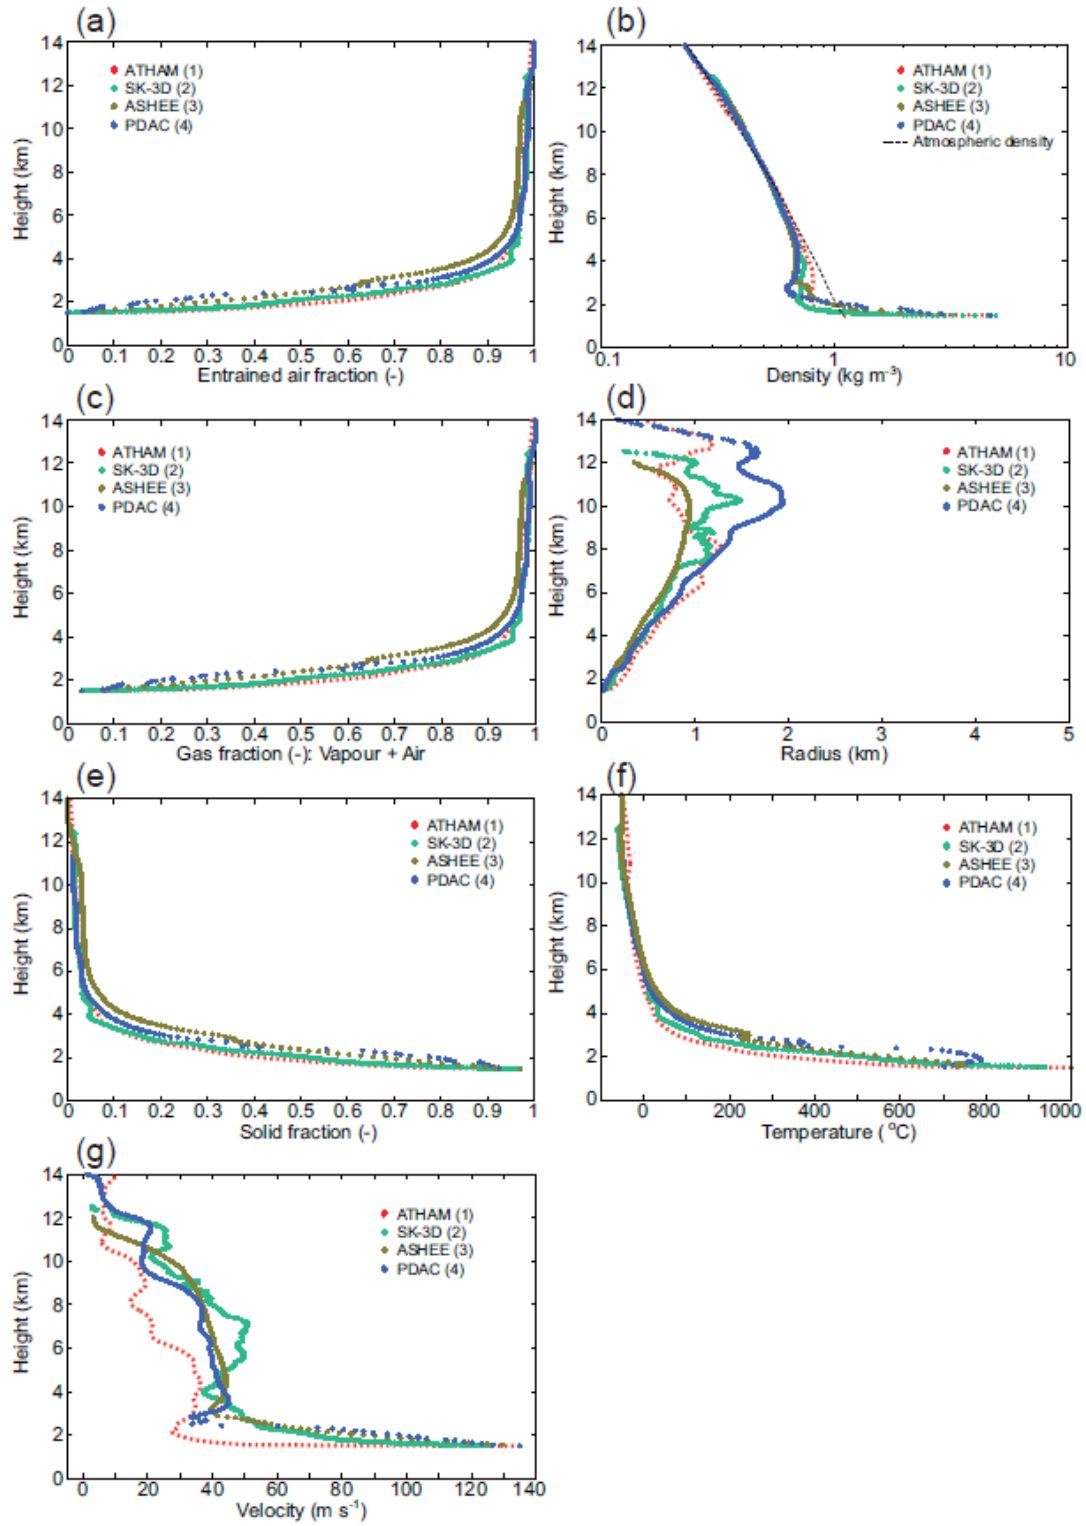 (a)
14
12
10
8
6
4
2
0
Height (km)
ATHAM (1)
SK-3D (2)
ASHEE (3)
PDAC (4)
0 0.1 0.2 0.3 0.4 0.5 0.6 0.7 0.8 0.9 1
Entrained air fraction (-)
(b)
14
12
10
8
6
4
2
0
Height (km)
ATHAM (1)
SK-3D (2)
ASHEE (3)
PDAC (4)
Atmospheric density
0.1 1 10
Density (kg m⁻³)
(c)
14
12
10
8
6
4
2
0
Height (km)
ATHAM (1)
SK-3D (2)
ASHEE (3)
PDAC (4)
0 0.1 0.2 0.3 0.4 0.5 0.6 0.7 0.8 0.9 1
Gas fraction (-): Vapour + Air
(d)
14
12
10
8
6
4
2
0
Height (km)
ATHAM (1)
SK-3D (2)
ASHEE (3)
PDAC (4)
0 1 2 3 4 5
Radius (km)
(e)
14
12
10
8
6
4
2
0
Height (km)
ATHAM (1)
SK-3D (2)
ASHEE (3)
PDAC (4)
0 0.1 0.2 0.3 0.4 0.5 0.6 0.7 0.8 0.9 1
Solid fraction (-)
(f)
14
12
10
8
6
4
2
0
Height (km)
ATHAM (1)
SK-3D (2)
ASHEE (3)
PDAC (4)
0 200 400 600 800 1000
Temperature ( °C)
(g)
14
12
10
8
6
4
2
0
Height (km)
ATHAM (1)
SK-3D (2)
ASHEE (3)
PDAC (4)
0 20 40 60 80 100 120 140
Velocity (m s⁻¹)